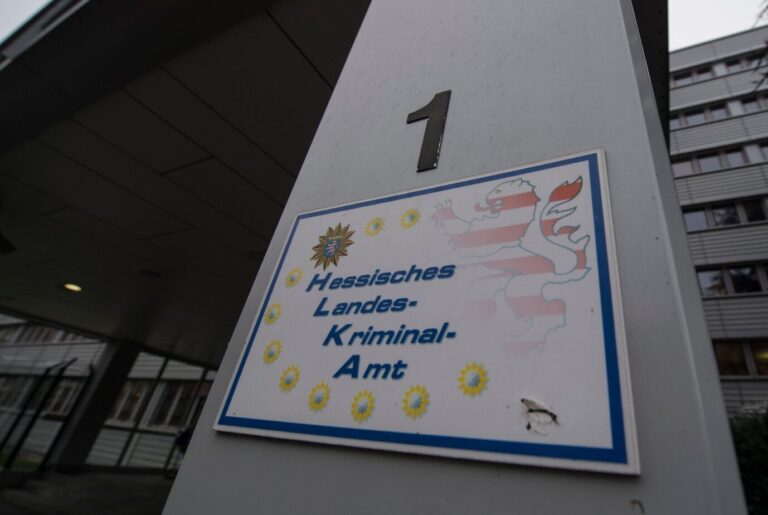 1
Hessisches
Landes-
Kriminal-
Amt